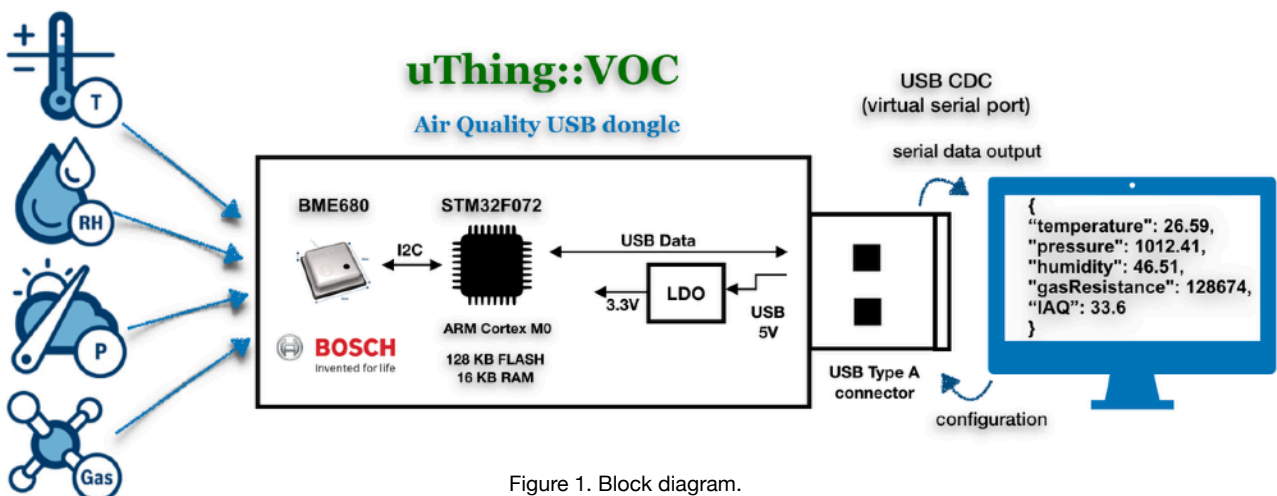 uThing::VOC
Air Quality USB dongle
+
−
T
RH
P
Gas
BME680
STM32F072
I2C
BOSCH
Invented for life
ARM Cortex M0
128 KB FLASH
16 KB RAM
USB Data
LDO
3.3V
USB
5V
USB Type A
connector
USB CDC
(virtual serial port)
serial data output
{
“temperature": 26.59,
"pressure": 1012.41,
"humidity": 46.51,
"gasResistance": 128674,
“IAQ”: 33.6
}
configuration
Figure 1. Block diagram.